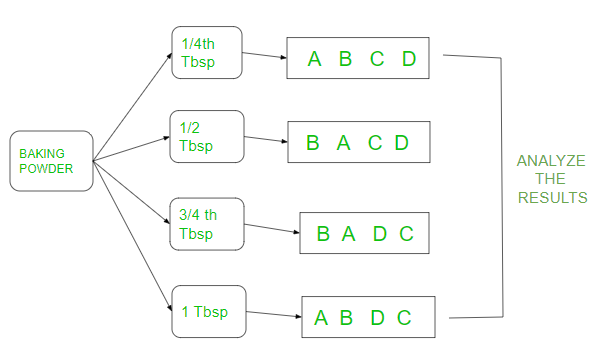 1/4th
Tbsp
A B C D
1/2
Tbsp
B A C D
BAKING
POWDER
ANALYZE
THE
RESULTS
3/4 th
Tbsp
B A D C
1 Tbsp
A B D C